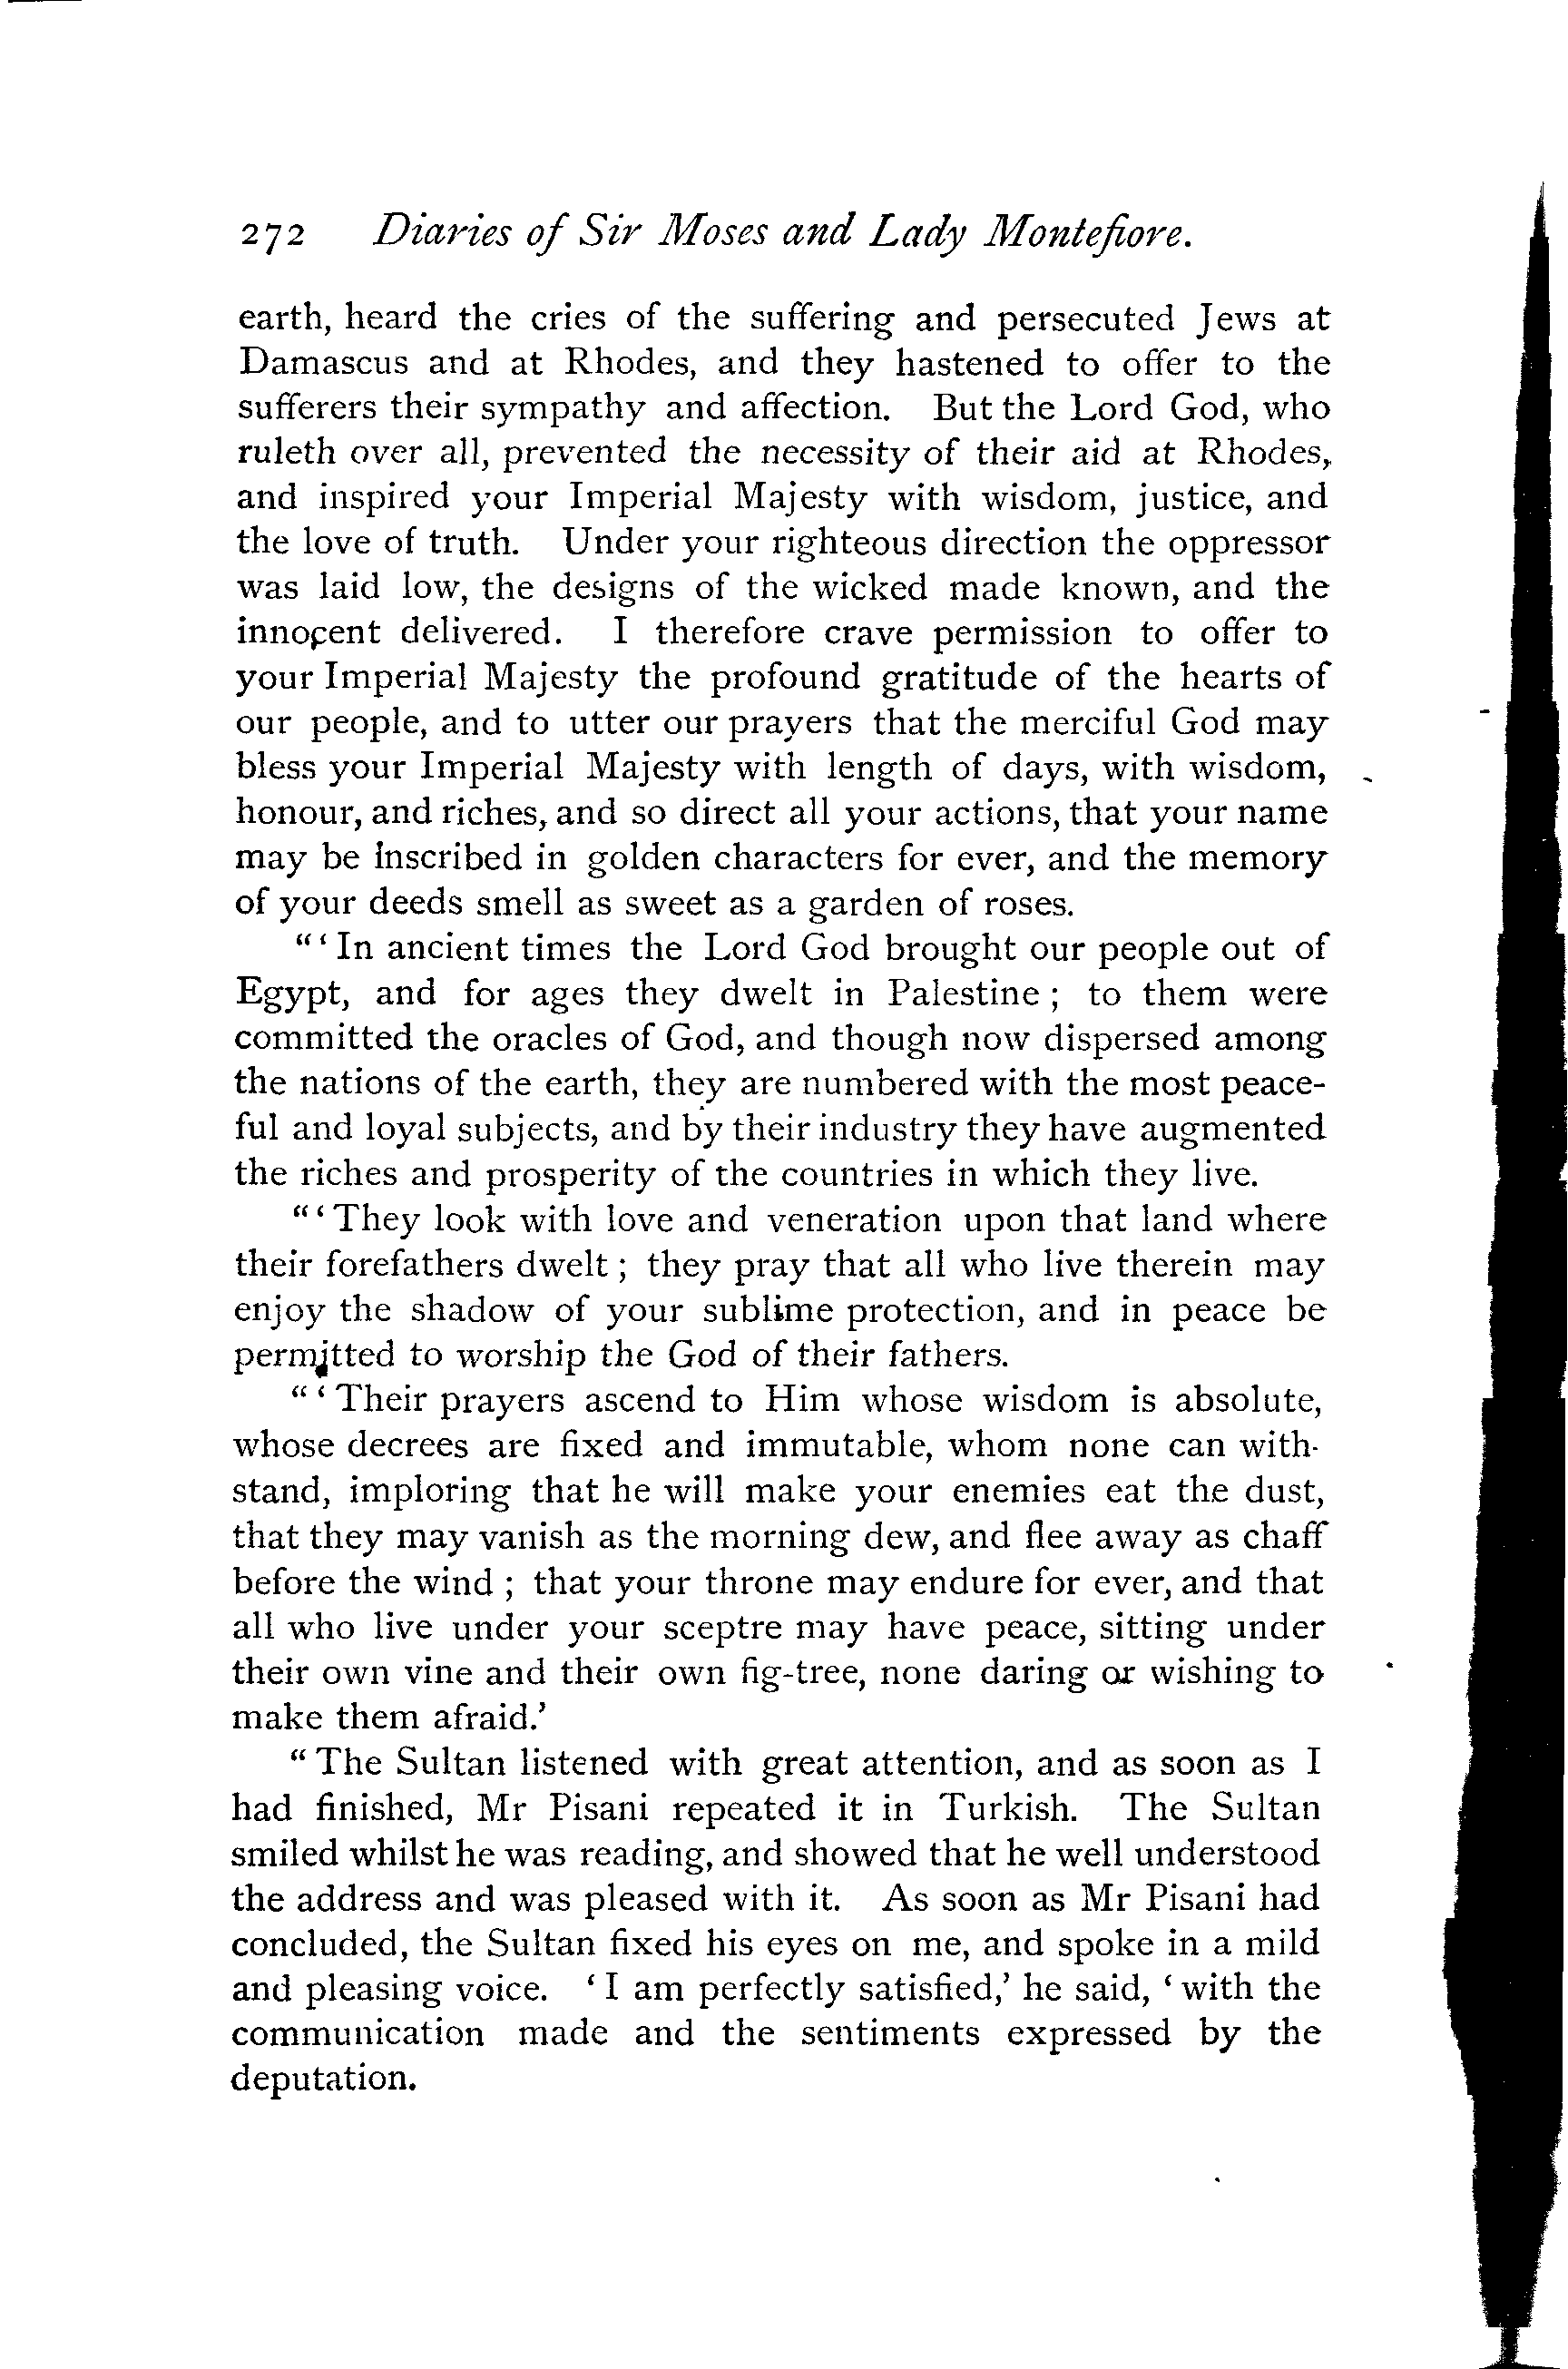 272 Diaries of Sir Moses and Lady Montefiore.
earth, heard the cries of the suffering and persecuted Jews at
Damascus and at Rhodes, and they hastened to offer to the
sufferers their sympathy and affection. But the Lord God, who
ruleth over all, prevented the necessity of their aid at Rhodes,
and inspired your Imperial Majesty with wisdom, justice, and
the love of truth. Under your righteous direction the oppressor
was laid low, the designs of the wicked made known, and the
innocent delivered. I therefore crave permission to offer to
your Imperial Majesty the profound gratitude of the hearts of
our people, and to utter our prayers that the merciful God may
bless your Imperial Majesty with length of days, with wisdom,
honour, and riches, and so direct all your actions, that your name
may be inscribed in golden characters for ever, and the memory
of your deeds smell as sweet as a garden of roses.
"'In ancient times the Lord God brought our people out of
Egypt, and for ages they dwelt in Palestine; to them were
committed the oracles of God, and though now dispersed among
the nations of the earth, they are numbered with the most peace-
ful and loyal subjects, and by their industry they have augmented
the riches and prosperity of the countries in which they live.
"'They look with love and veneration upon that land where
their forefathers dwelt; they pray that all who live therein may
enjoy the shadow of your sublime protection, and in peace be
permitted to worship the God of their fathers.
"'Their prayers ascend to Him whose wisdom is absolute,
whose decrees are fixed and immutable, whom none can with-
stand, imploring that he will make your enemies eat the dust,
that they may vanish as the morning dew, and flee away as chaff
before the wind; that your throne may endure for ever, and that
all who live under your sceptre may have peace, sitting under
their own vine and their own fig-tree, none daring or wishing to
make them afraid.'
"The Sultan listened with great attention, and as soon as I
had finished, Mr Pisani repeated it in Turkish. The Sultan
smiled whilst he was reading, and showed that he well understood
the address and was pleased with it. As soon as Mr Pisani had
concluded, the Sultan fixed his eyes on me, and spoke in a mild
and pleasing voice. 'I am perfectly satisfied,' he said, 'with the
communication made and the sentiments expressed by the
deputation.